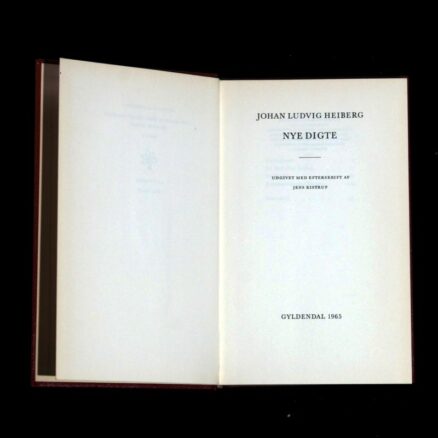 JOHAN LUDVIG HEIBERG
NYE DIGTE
UDGIVET MED EFTERSKRIFT AF
JENS KISTRUP
GYLDENDAL 1965